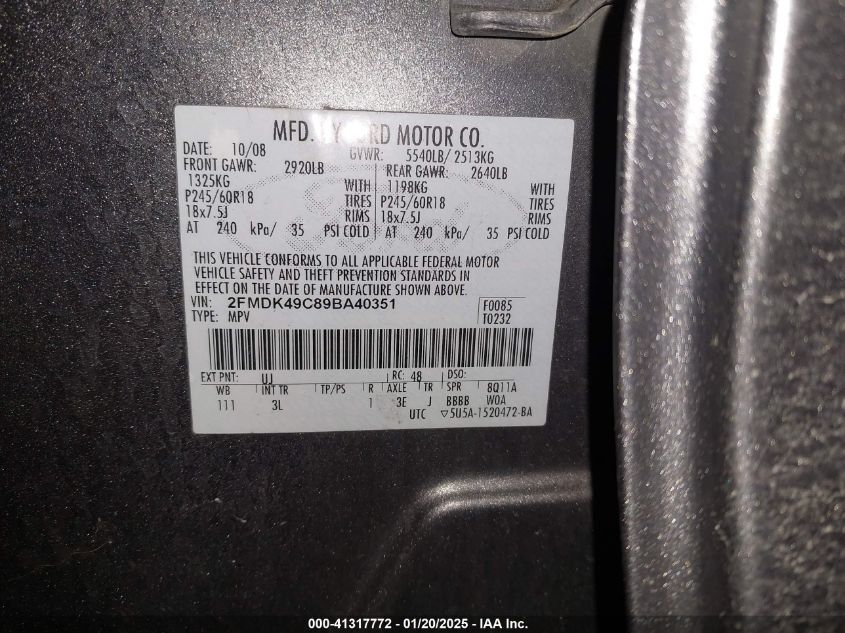 MFD. BY FORD MOTOR CO.
DATE: 10/08 GVWR: 5540LB/ 2513KG
FRONT GAWR: 2920LB REAR GAWR: 2640LB
1325KG WITH 1198KG WITH
P245/60R18 TIRES P245/60R18 TIRES
18x7.5J RIMS 18x7.5J RIMS
AT 240 kPa/ 35 PSI COLD AT 240 kPa/ 35 PSI COLD
THIS VEHICLE CONFORMS TO ALL APPLICABLE FEDERAL MOTOR
VEHICLE SAFETY AND THEFT PREVENTION STANDARDS IN
EFFECT ON THE DATE OF MANUFACTURE SHOWN ABOVE.
VIN: 2FMDK49C89BA40351 F0085
TYPE: MPV T0232
EXT PNT: UJ RC: 48 DSO:
WB INT TR TP/PS R AXLE TR SPR 8Q11A
111 3L 1 3E J BBBB W0A
UTC ▽5U5A-1520472-BA
000-41317772 - 01/20/2025 - IAA Inc.